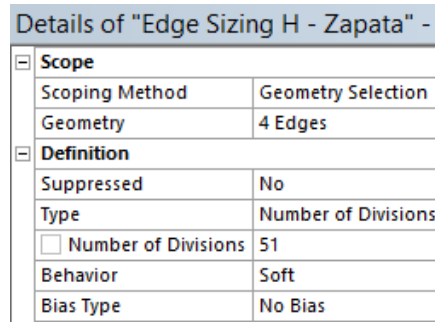 Details of "Edge Sizing H - Zapata" -
Scope
Scoping Method Geometry Selection
Geometry 4 Edges
Definition
Suppressed No
Type Number of Divisions
Number of Divisions 51
Behavior Soft
Bias Type No Bias